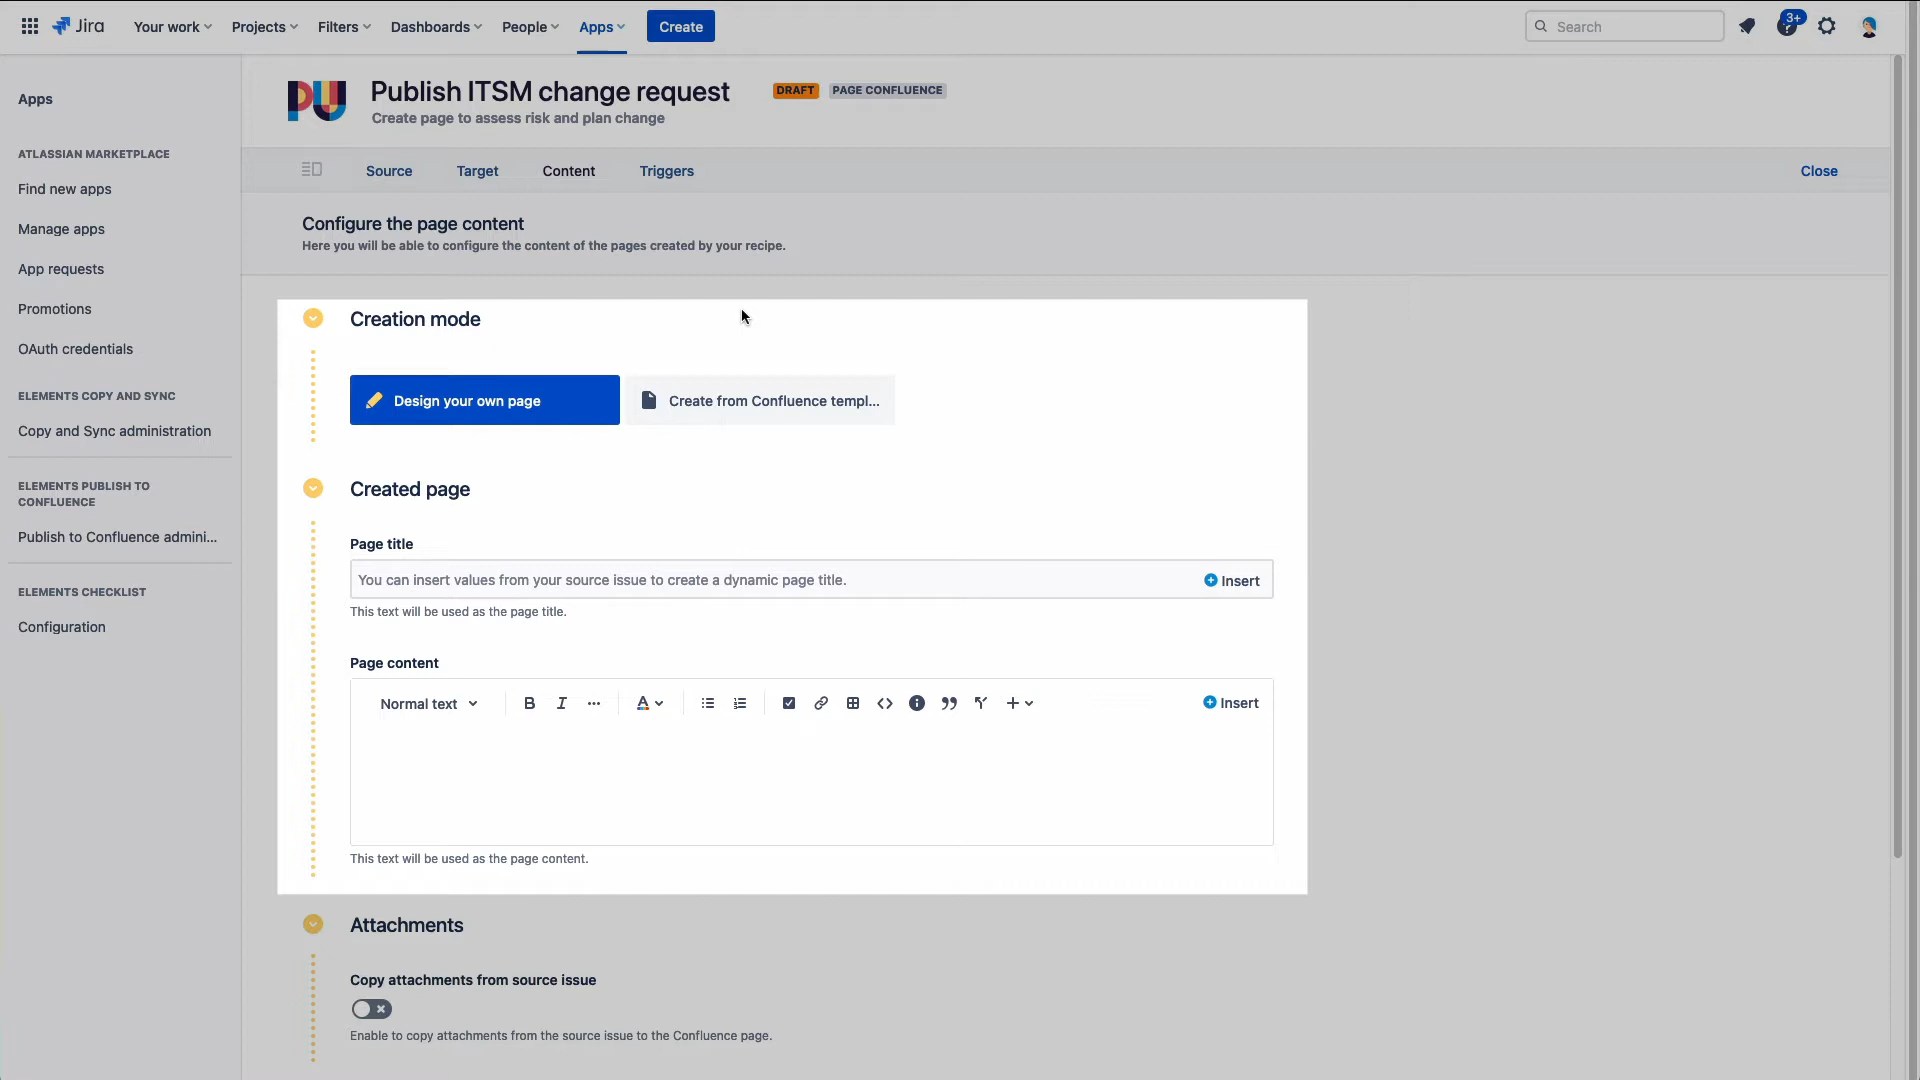 Jira
Your work
Projects
Filters
Dashboards
People
Apps
Create
Search
3+
Apps
ATLASSIAN MARKETPLACE
Find new apps
Manage apps
App requests
Promotions
OAuth credentials
ELEMENTS COPY AND SYNC
Copy and Sync administration
ELEMENTS PUBLISH TO
CONFLUENCE
Publish to Confluence admini...
ELEMENTS CHECKLIST
Configuration
PU
Publish ITSM change request
DRAFT
PAGE CONFLUENCE
Create page to assess risk and plan change
Source
Target
Content
Triggers
Close
Configure the page content
Here you will be able to configure the content of the pages created by your recipe.
Creation mode
Design your own page
Create from Confluence templ...
Created page
Page title
You can insert values from your source issue to create a dynamic page title.
Insert
This text will be used as the page title.
Page content
Normal text
B
I
A
Insert
This text will be used as the page content.
Attachments
Copy attachments from source issue
Enable to copy attachments from the source issue to the Confluence page.